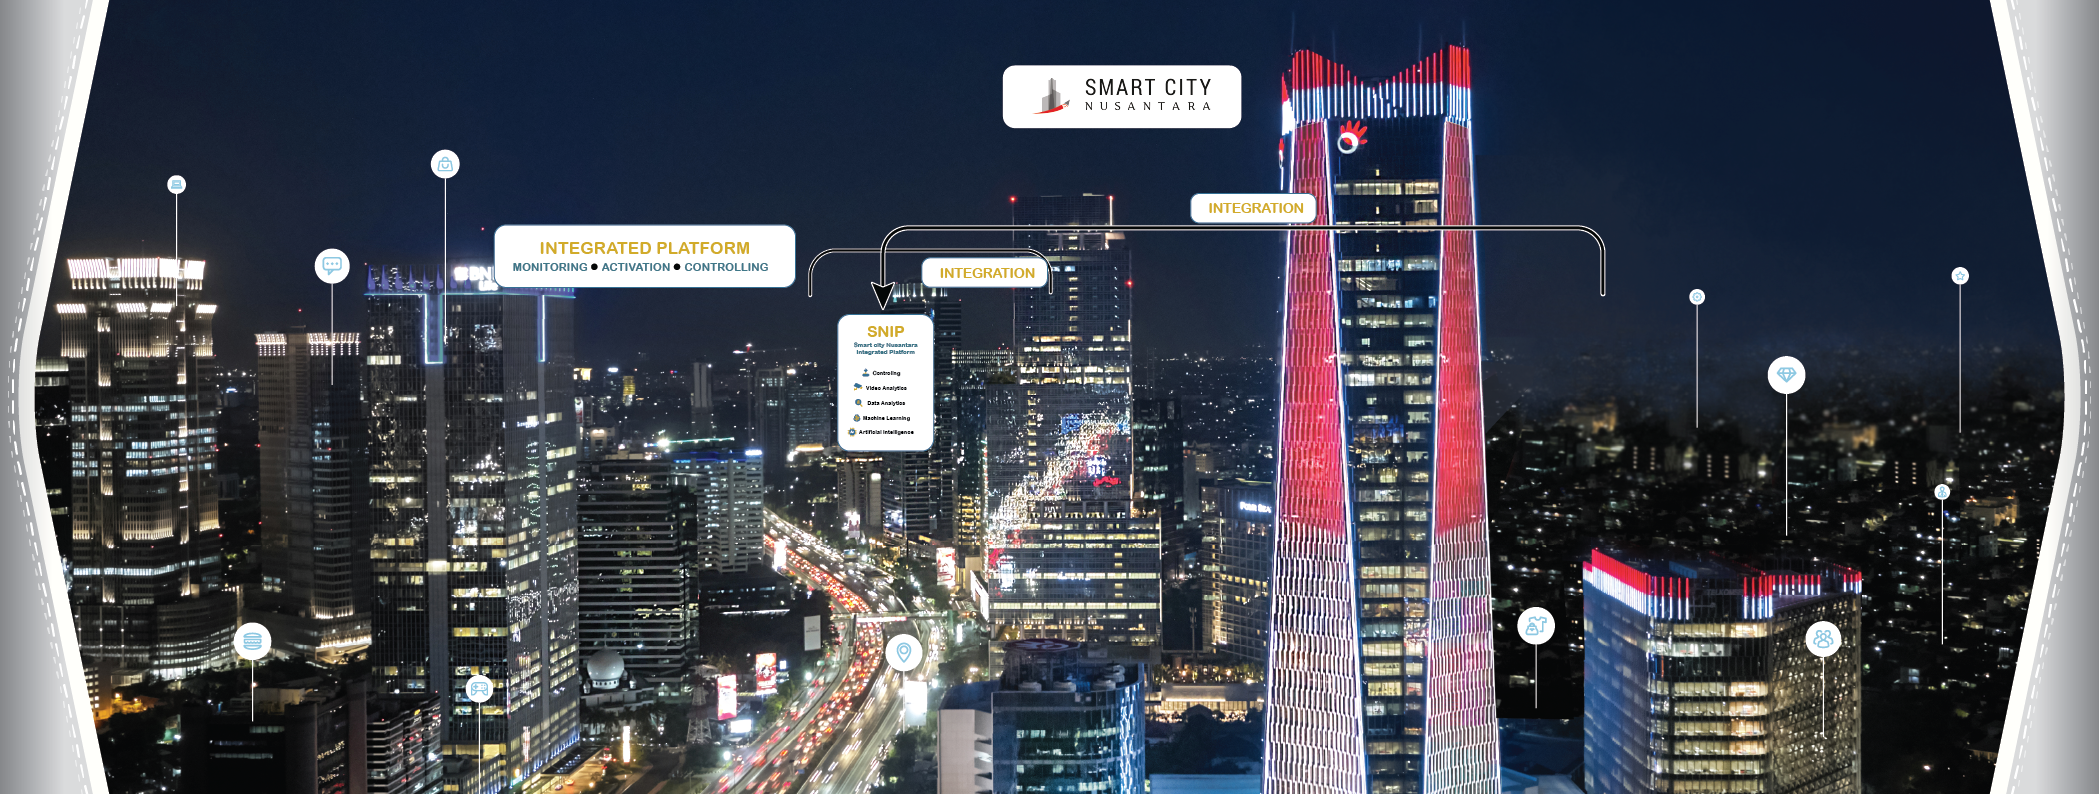 SMART CITY
NUSANTARA
INTEGRATION
INTEGRATED PLATFORM
MONITORING ● ACTIVATION ● CONTROLLING
INTEGRATION
BNI
SNIP
Smart city Nusantara
Integrated Platform
Controling
Video Analytics
Data Analytics
Machine Learning
Artificial Intelligence